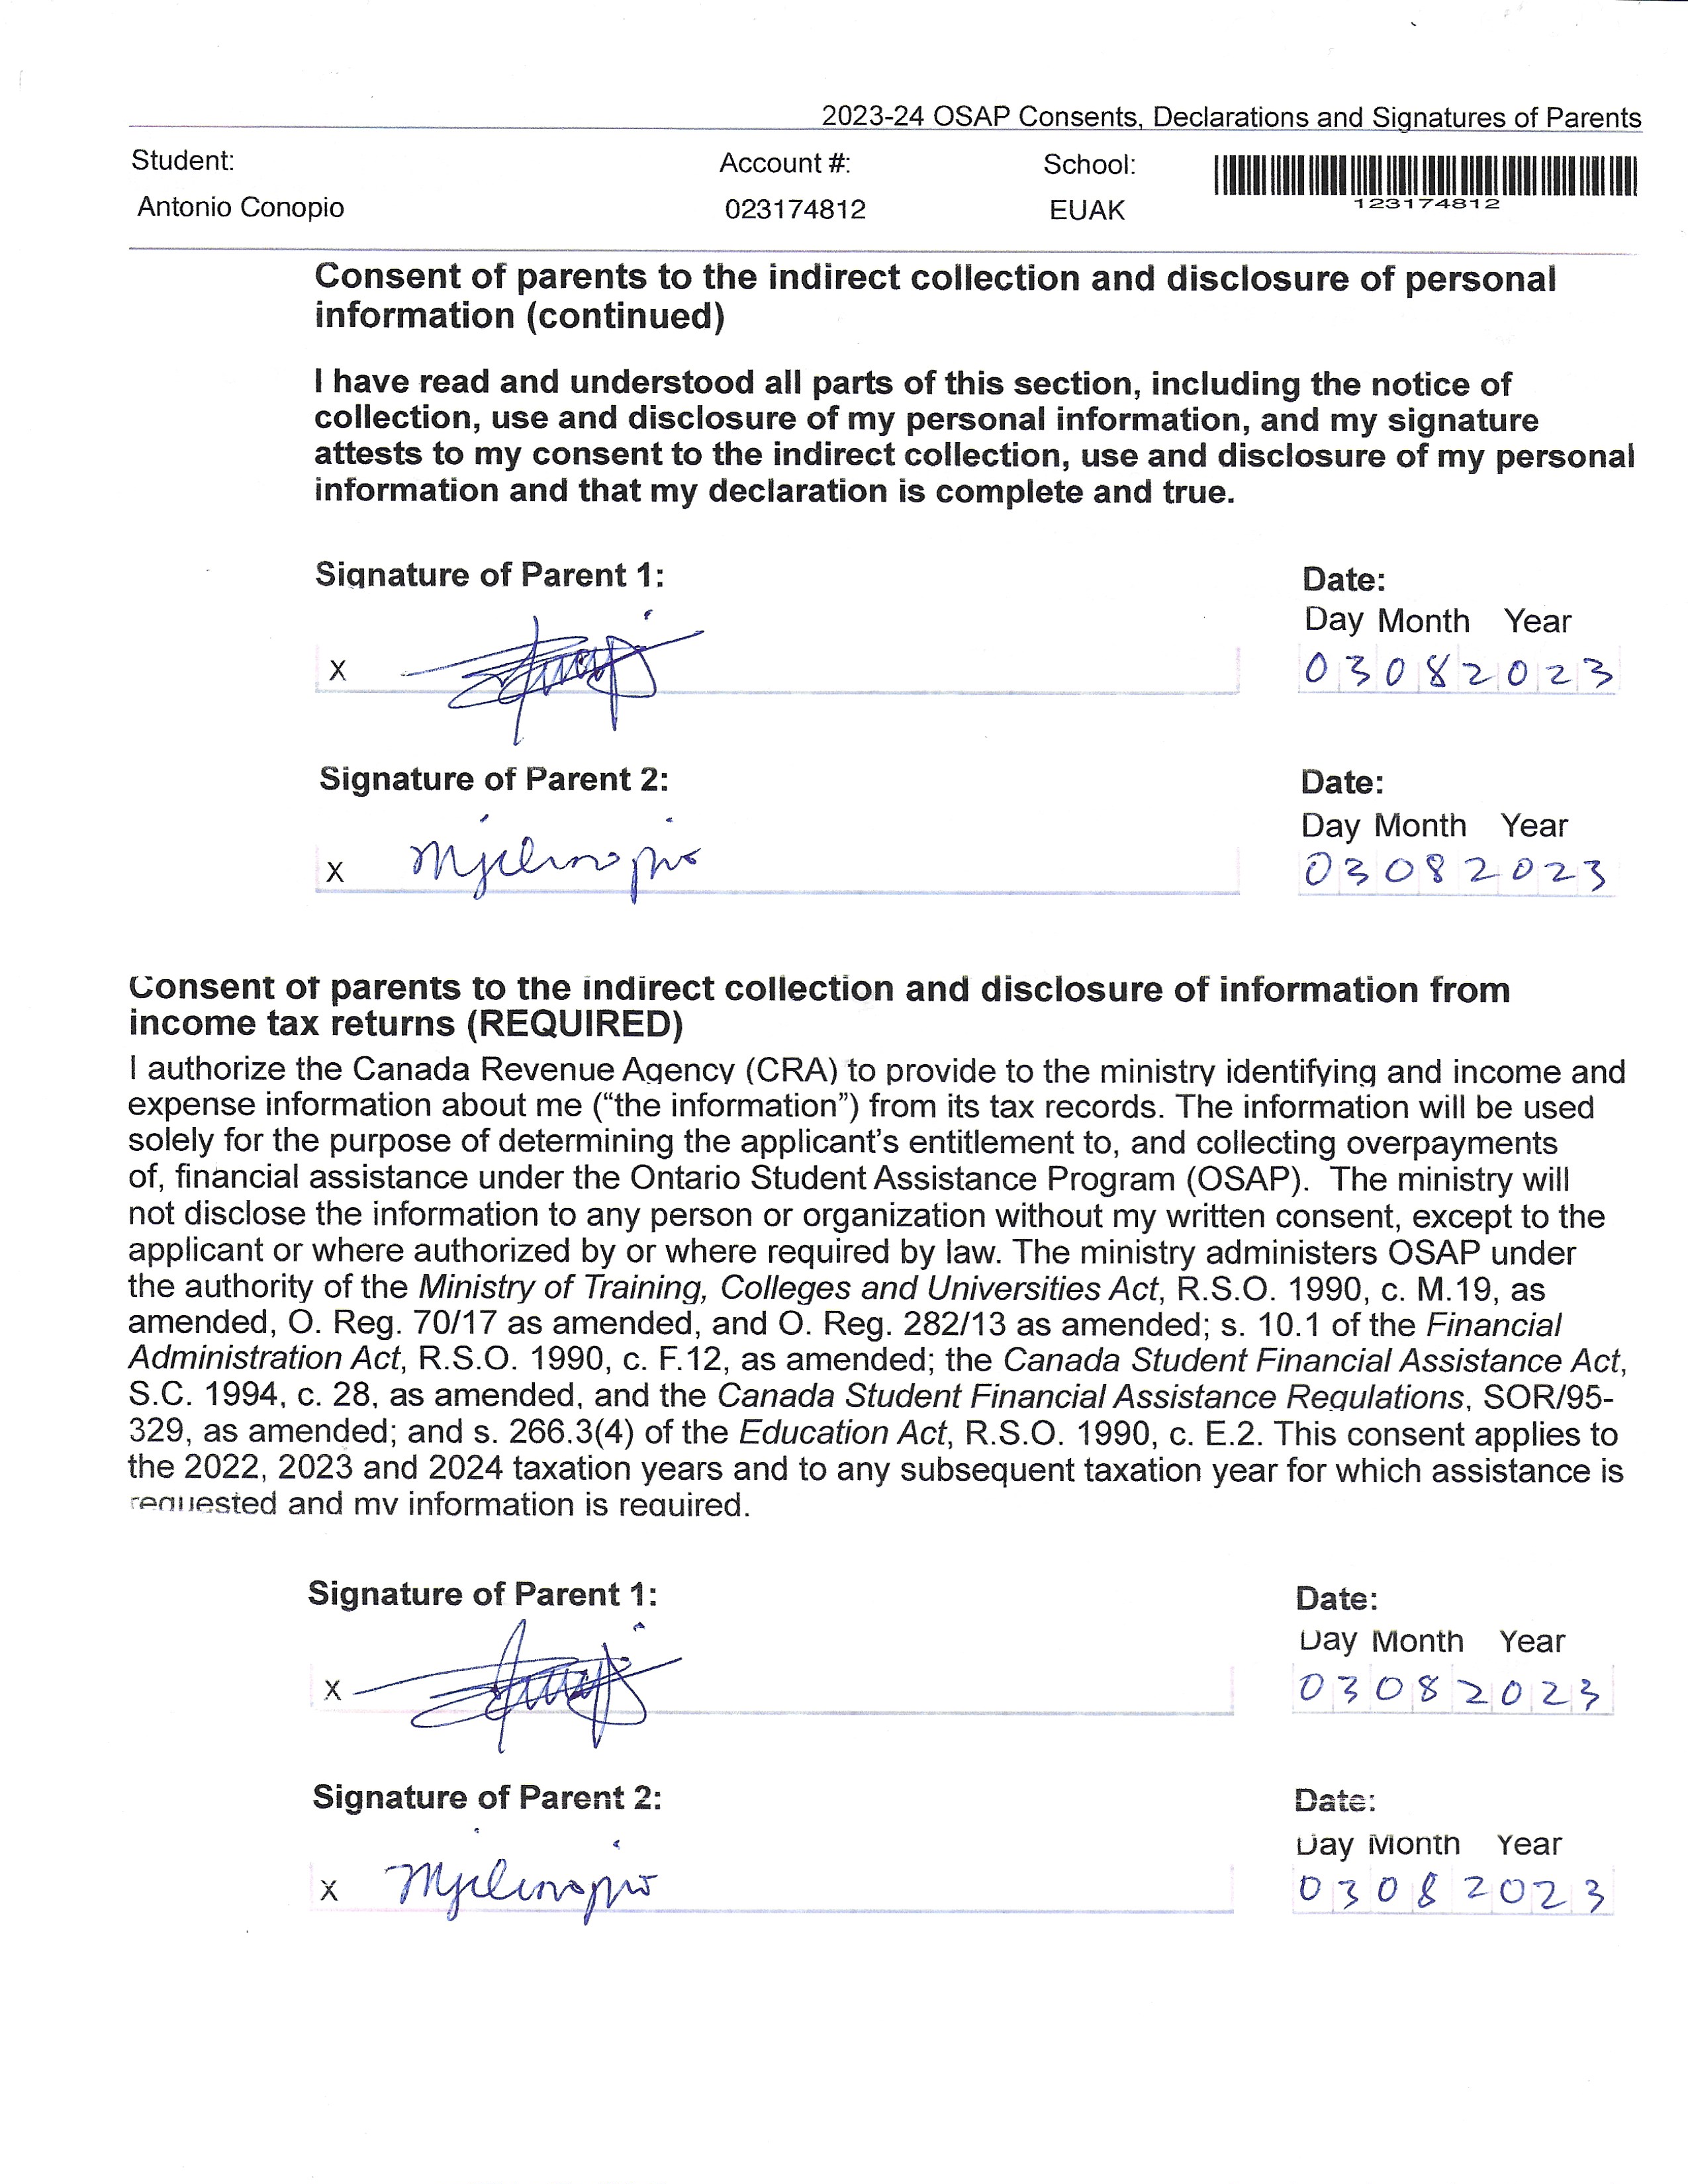 2023-24 OSAP Consents, Declarations and Signatures of Parents
Student: Account #: School:
Antonio Conopio 023174812 EUAK
123174812
Consent of parents to the indirect collection and disclosure of personal
information (continued)
I have read and understood all parts of this section, including the notice of
collection, use and disclosure of my personal information, and my signature
attests to my consent to the indirect collection, use and disclosure of my personal
information and that my declaration is complete and true.
Signature of Parent 1: Date:
Day Month Year
X 03082023
Signature of Parent 2: Date:
Day Month Year
X 03082023
Consent of parents to the indirect collection and disclosure of information from
income tax returns (REQUIRED)
I authorize the Canada Revenue Agency (CRA) to provide to the ministry identifying and income and
expense information about me (“the information”) from its tax records. The information will be used
solely for the purpose of determining the applicant’s entitlement to, and collecting overpayments
of, financial assistance under the Ontario Student Assistance Program (OSAP). The ministry will
not disclose the information to any person or organization without my written consent, except to the
applicant or where authorized by or where required by law. The ministry administers OSAP under
the authority of the Ministry of Training, Colleges and Universities Act, R.S.O. 1990, c. M.19, as
amended, O. Reg. 70/17 as amended, and O. Reg. 282/13 as amended; s. 10.1 of the Financial
Administration Act, R.S.O. 1990, c. F.12, as amended; the Canada Student Financial Assistance Act,
S.C. 1994, c. 28, as amended, and the Canada Student Financial Assistance Regulations, SOR/95-
329, as amended; and s. 266.3(4) of the Education Act, R.S.O. 1990, c. E.2. This consent applies to
the 2022, 2023 and 2024 taxation years and to any subsequent taxation year for which assistance is
requested and my information is required.
Signature of Parent 1: Date:
Day Month Year
X 03082023
Signature of Parent 2: Date:
Day Month Year
X 03082023